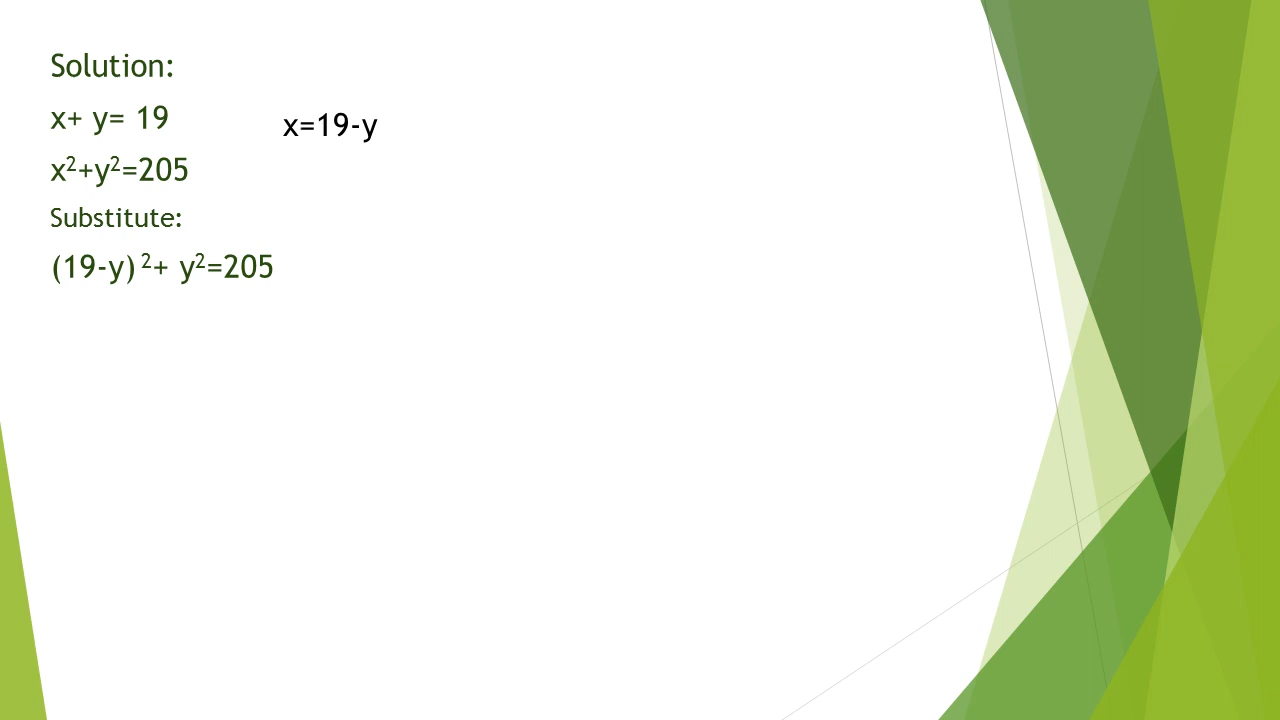 Solution:
x+ y= 19
x=19-y
x²+y²=205
Substitute:
(19-y) ²+ y²=205